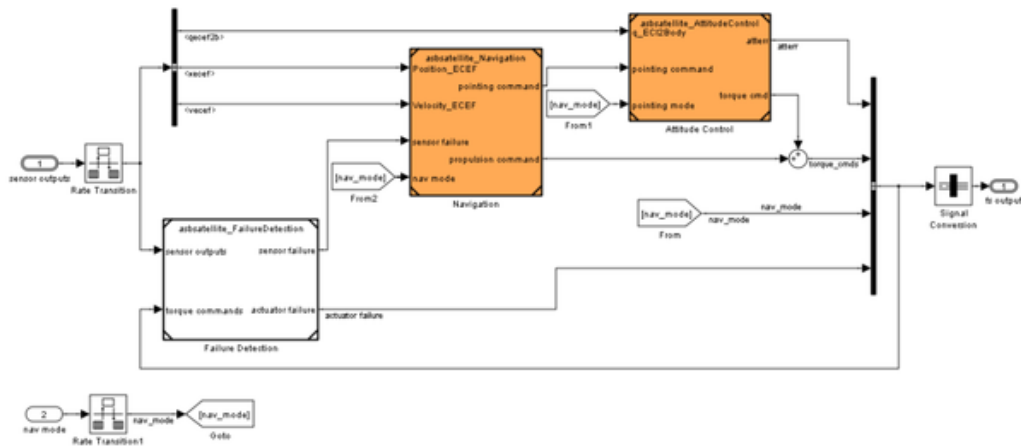 asbsatellite_AttitudeControl
q_ECI2Body
atterr
atterr
<qecef2b>
asbsatellite_Navigation
Position_ECEF
<xecef>
pointing command
pointing command
[nav_mode]
From1
pointing mode
torque cmd
Attitude Control
Velocity_ECEF
<vecef>
sensor failure
1
sensor outputs
Rate Transition
propulsion command
torque_cmds
[nav_mode]
From2
nav mode
Navigation
1
fs output
Signal
Conversion
[nav_mode]
From
nav_mode
nav_mode
asbsatellite_FailureDetection
sensor outputs
sensor failure
torque commands
actuator failure
actuator failure
Failure Detection
2
nav mode
Rate Transition1
nav_mode
[nav_mode]
Goto